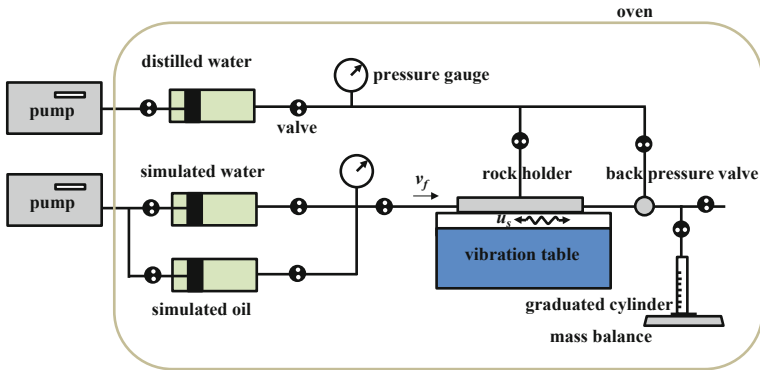 oven
distilled water
pressure gauge
pump
valve
simulated water
v_f
rock holder
back pressure valve
pump
u_s
vibration table
simulated oil
graduated cylinder
mass balance